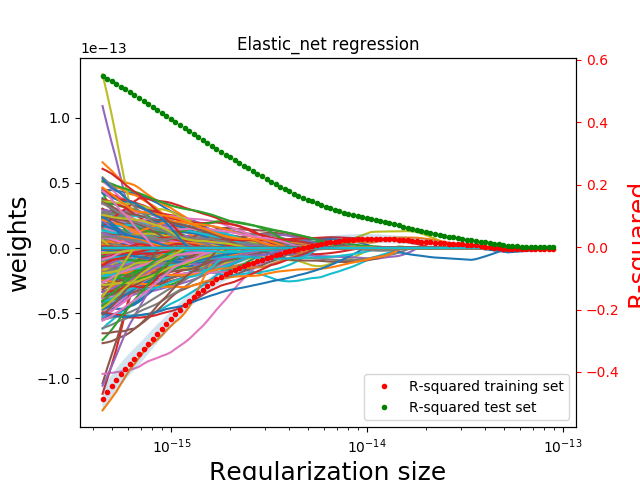 Elastic_net regression
1e−13
1.0
0.5
0.0
−0.5
−1.0
weights
0.6
0.4
0.2
0.0
−0.2
−0.4
R-squared
R-squared training set
R-squared test set
10⁻¹⁵
10⁻¹⁴
10⁻¹³
Regularization size